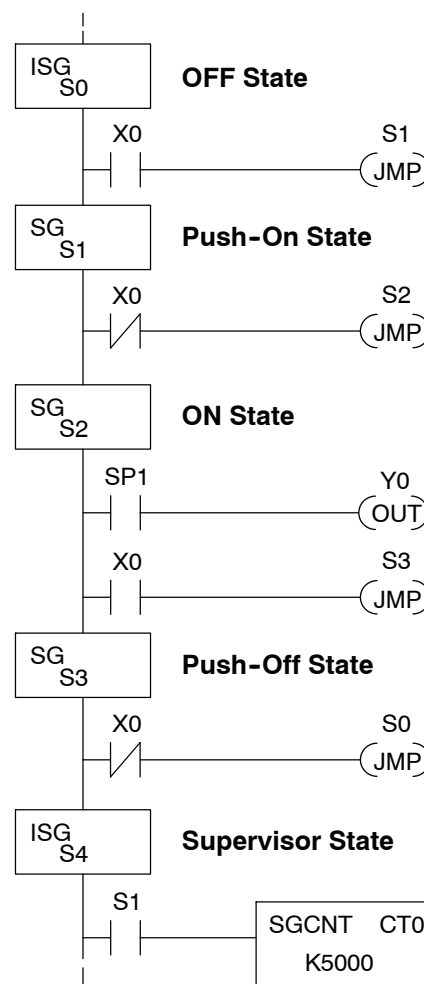 ISG
S0
OFF State
X0
S1
JMP
SG
S1
Push-On State
X0
S2
JMP
SG
S2
ON State
SP1
Y0
OUT
X0
S3
JMP
SG
S3
Push-Off State
X0
S0
JMP
ISG
S4
Supervisor State
S1
SGCNT CT0
K5000